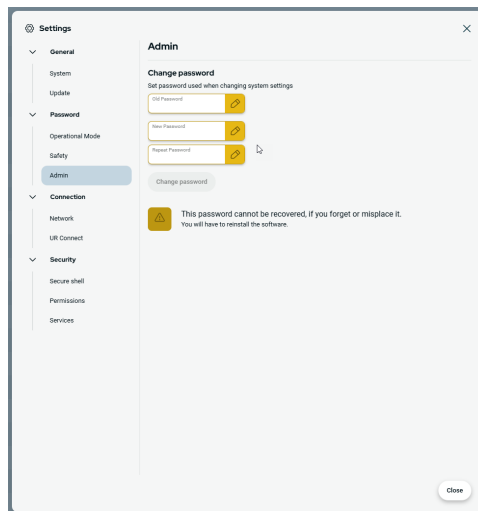 Settings
General
System
Update
Password
Operational Mode
Safety
Admin
Connection
Network
UR Connect
Security
Secure shell
Permissions
Services
Admin
Change password
Set password used when changing system settings
Old Password
New Password
Repeat Password
Change password
This password cannot be recovered, if you forget or misplace it.
You will have to reinstall the software.
Close